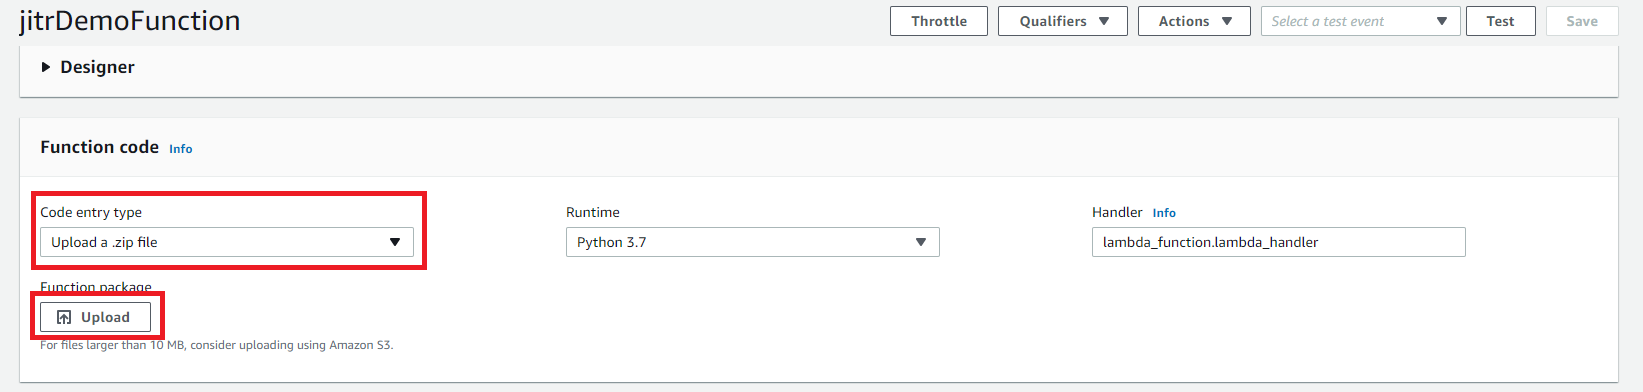 jitrDemoFunction
Throttle
Qualifiers
Actions
Select a test event
Test
Save
Designer
Function code Info
Code entry type
Upload a .zip file
Runtime
Python 3.7
Handler Info
lambda_function.lambda_handler
Function package
Upload
For files larger than 10 MB, consider uploading using Amazon S3.